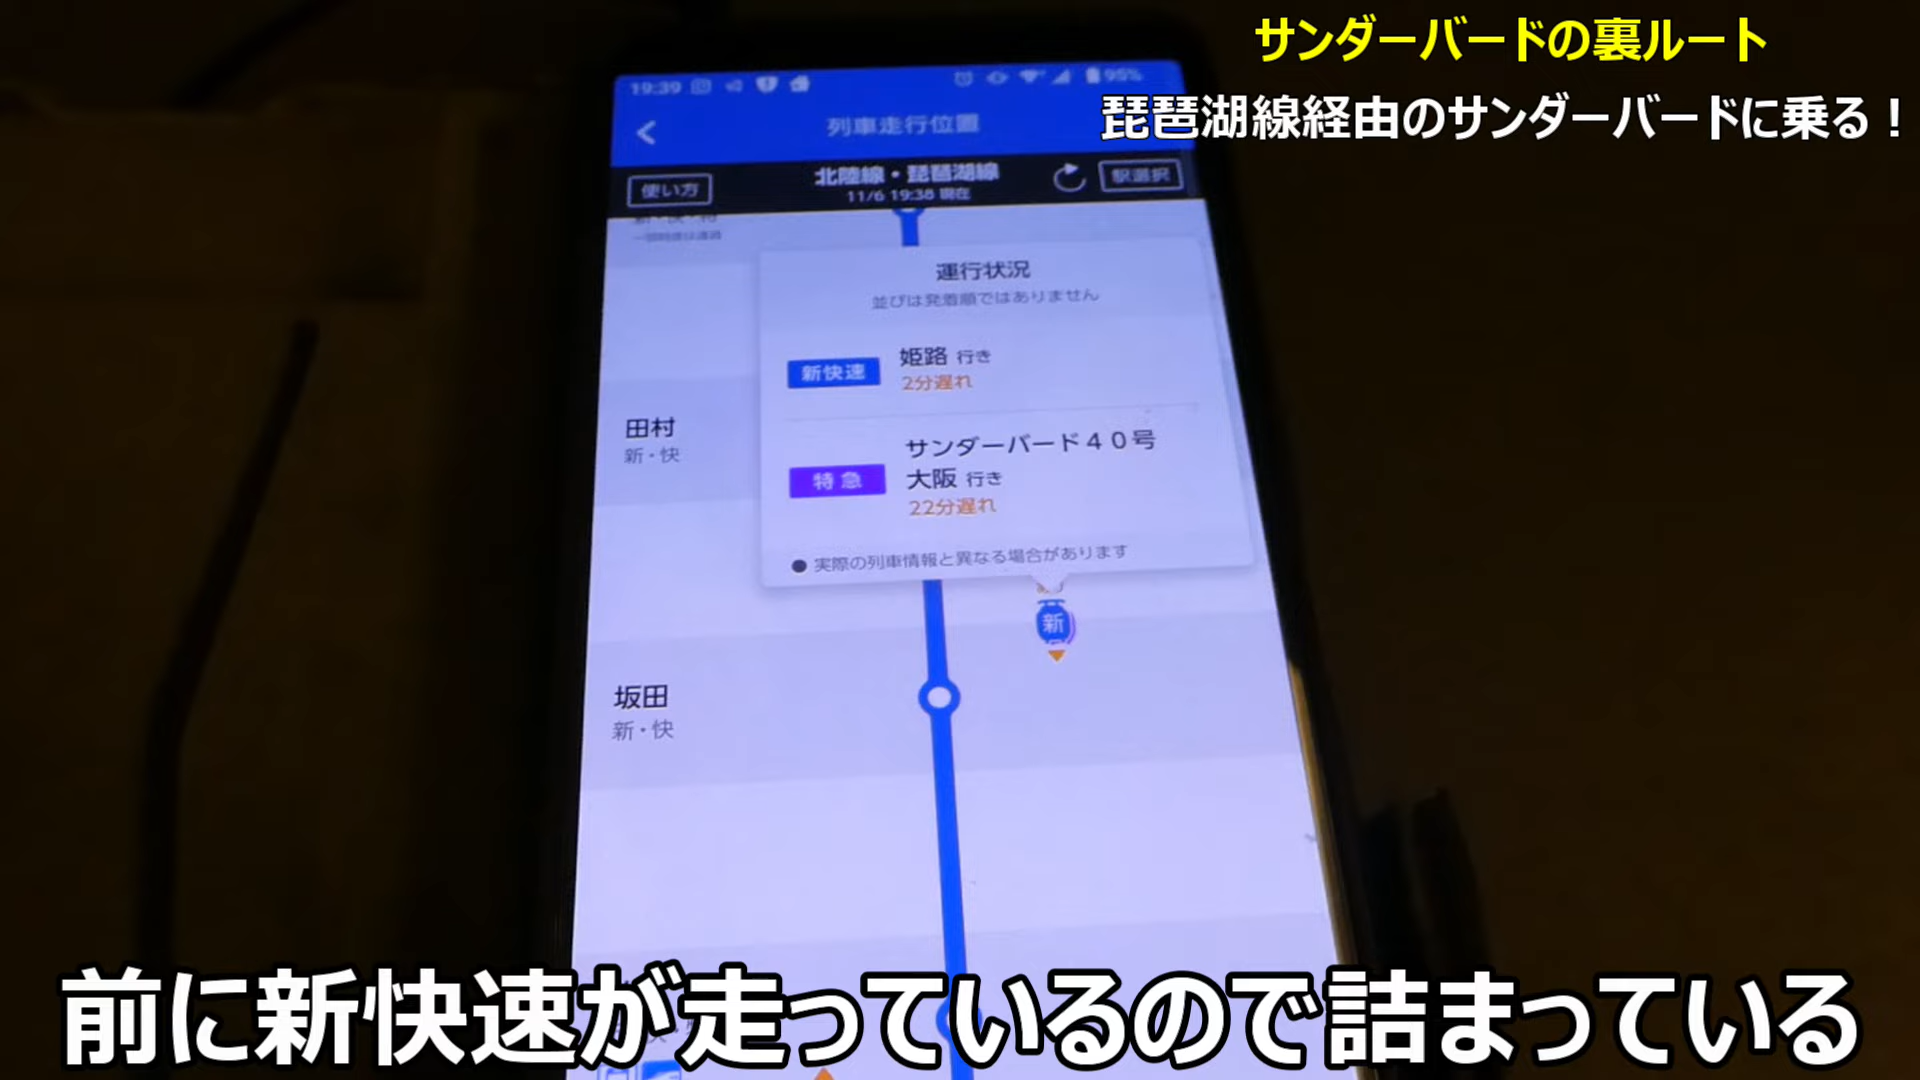 サンダーバードの裏ルート
琵琶湖線経由のサンダーバードに乗る！
19:39
95%
列車走行位置
使い方
北陸線・琵琶湖線
11/6 19:38 現在
駅選択
運行状況
並びは発着順ではありません
新快速
姫路 行き
2分遅れ
特急
サンダーバード４０号
大阪 行き
22分遅れ
● 実際の列車情報と異なる場合があります
田村
新・快
新
坂田
新・快
前に新快速が走っているので詰まっている